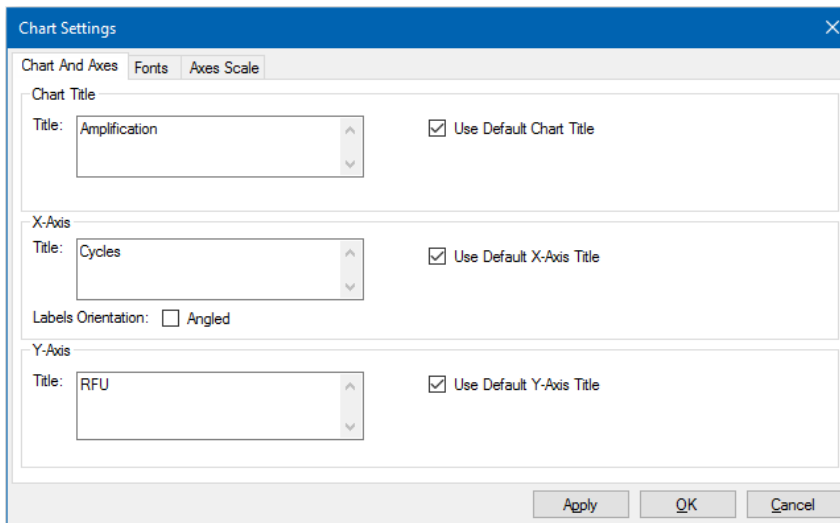 Chart Settings
Chart And Axes Fonts Axes Scale
Chart Title
Title: Amplification Use Default Chart Title
X-Axis
Title: Cycles Use Default X-Axis Title
Labels Orientation: Angled
Y-Axis
Title: RFU Use Default Y-Axis Title
Apply OK Cancel